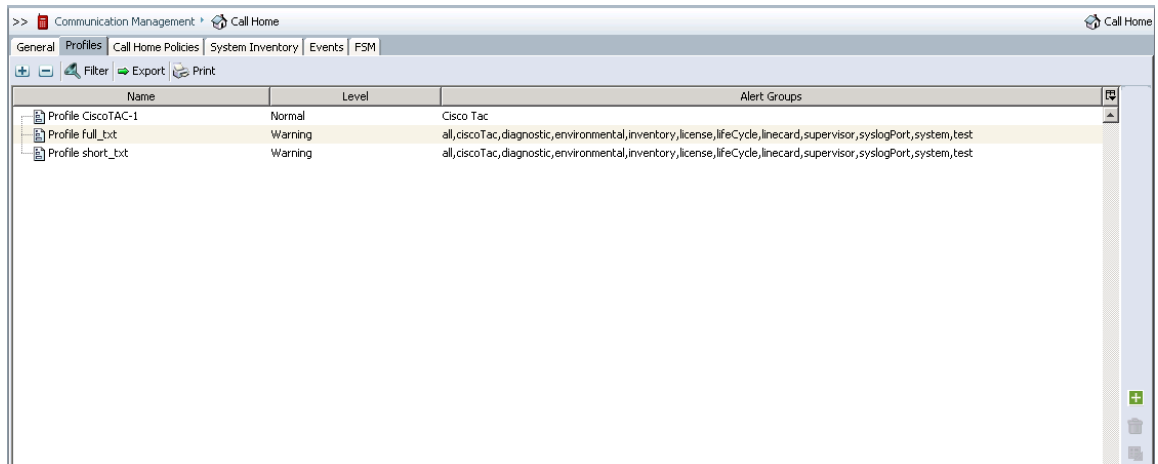 >> Communication Management Call Home Call Home
General Profiles Call Home Policies System Inventory Events FSM
Filter Export Print
Name Level Alert Groups
Profile CiscoTAC-1 Normal Cisco Tac
Profile full_txt Warning all,ciscoTac,diagnostic,environmental,inventory,license,lifeCycle,linecard,supervisor,syslogPort,system,test
Profile short_txt Warning all,ciscoTac,diagnostic,environmental,inventory,license,lifeCycle,linecard,supervisor,syslogPort,system,test